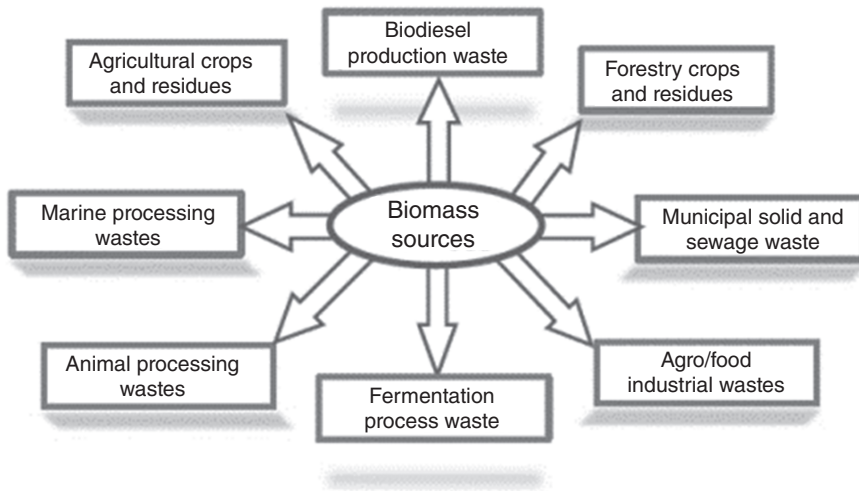 Biodiesel
production waste
Agricultural crops
and residues
Forestry crops
and residues
Marine processing
wastes
Biomass
sources
Municipal solid and
sewage waste
Animal processing
wastes
Fermentation
process waste
Agro/food
industrial wastes